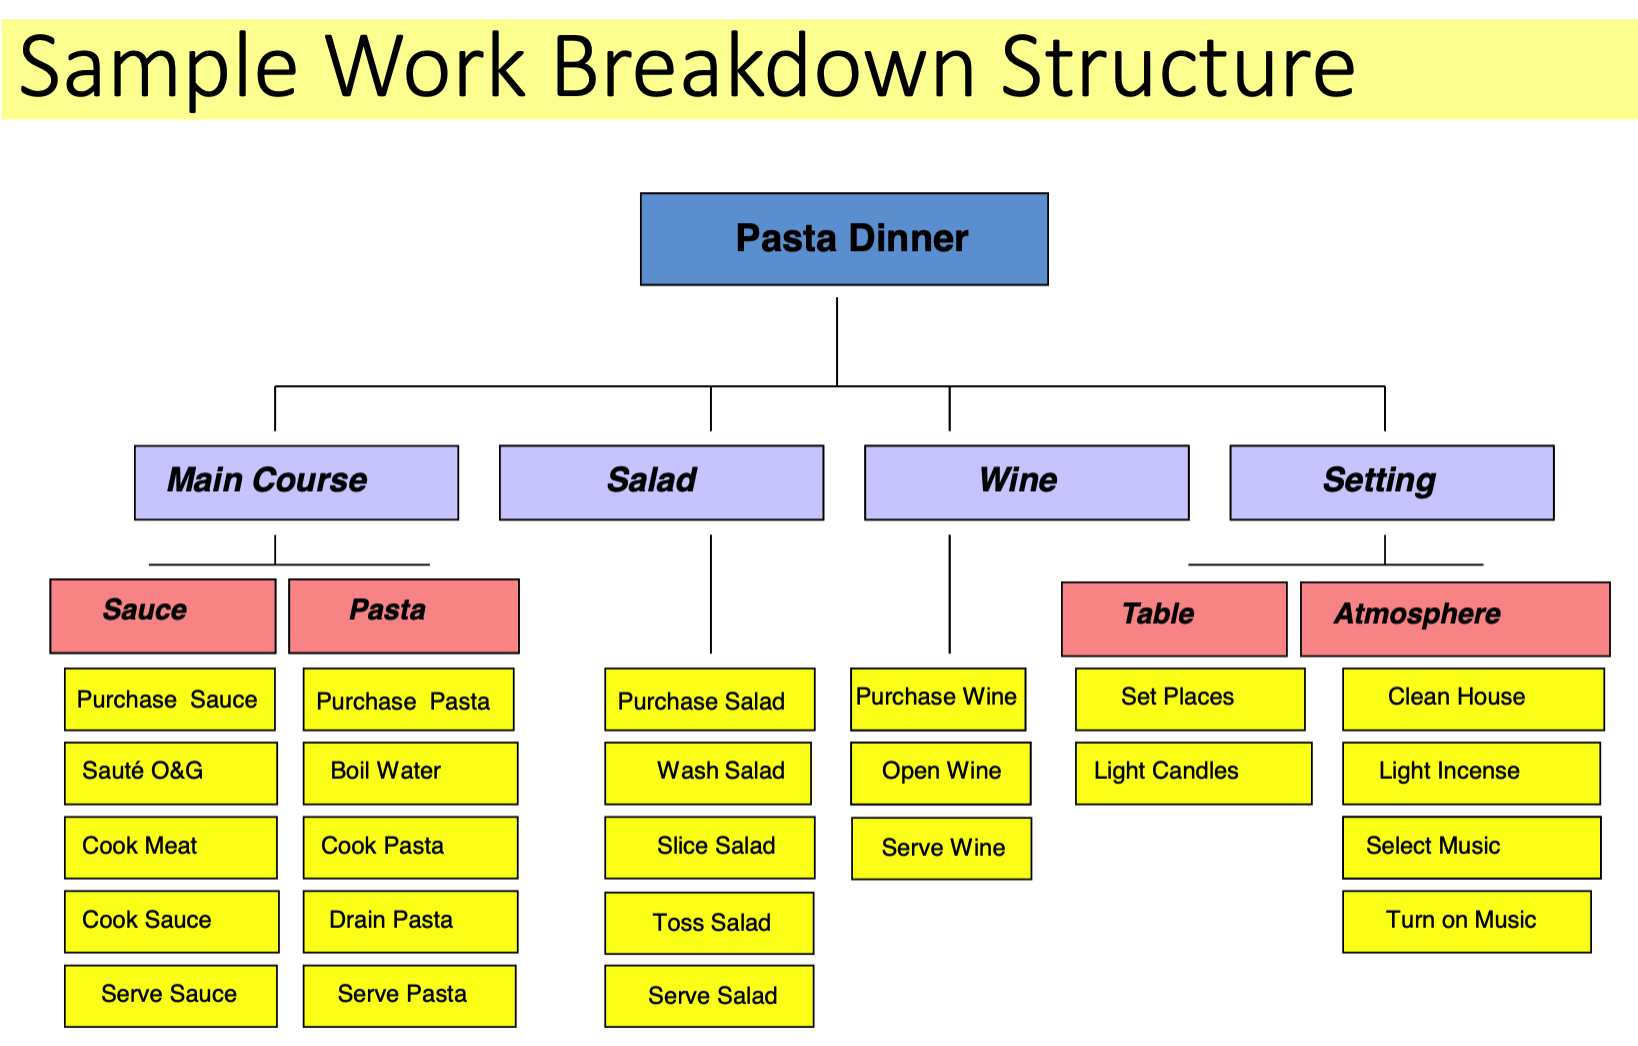 Sample Work Breakdown Structure
Pasta Dinner
Main Course
Salad
Wine
Setting
Sauce
Pasta
Table
Atmosphere
Purchase Sauce
Purchase Pasta
Purchase Salad
Purchase Wine
Set Places
Clean House
Sauté O&G
Boil Water
Wash Salad
Open Wine
Light Candles
Light Incense
Cook Meat
Cook Pasta
Slice Salad
Serve Wine
Select Music
Cook Sauce
Drain Pasta
Toss Salad
Turn on Music
Serve Sauce
Serve Pasta
Serve Salad